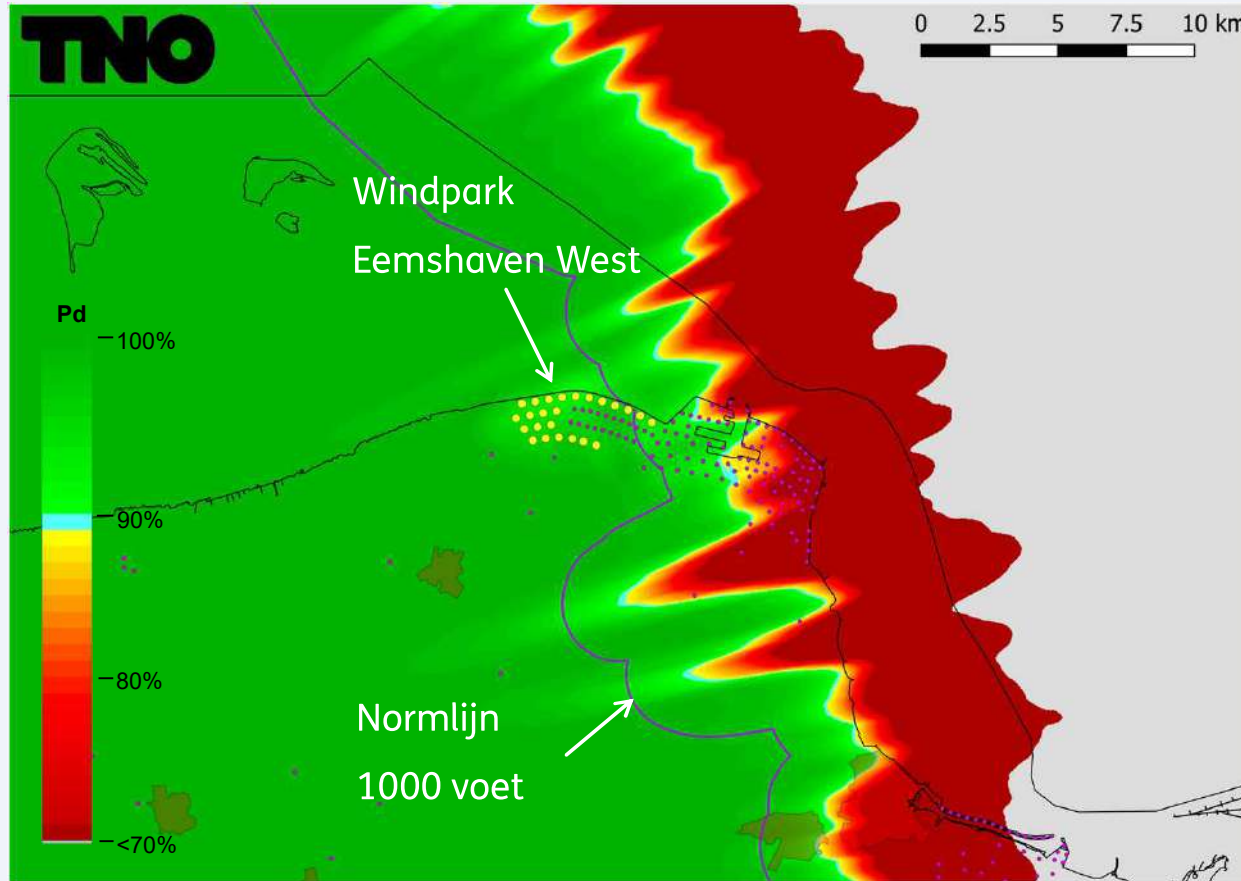 TNO
0 2.5 5 7.5 10 km
Windpark
Eemshaven West
Pd
100%
90%
80%
<70%
Normlijn
1000 voet